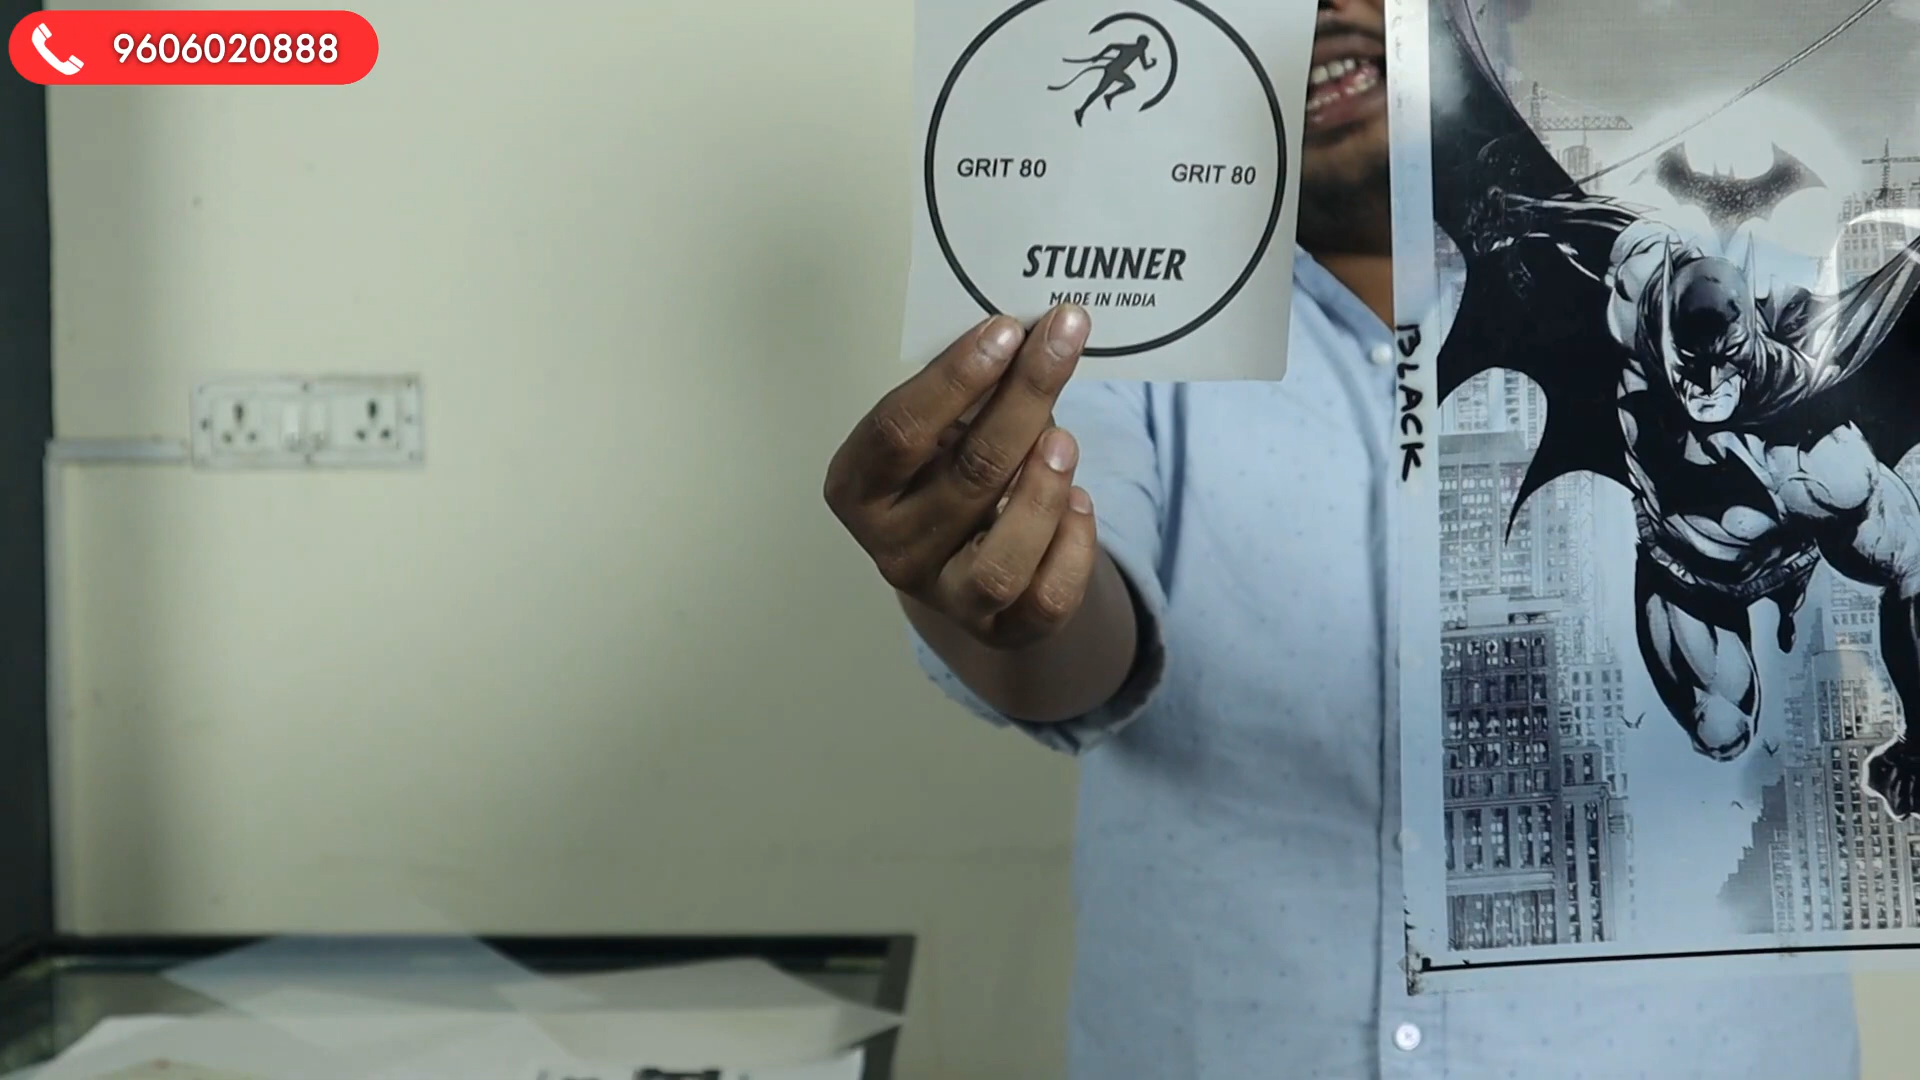 9606020888
GRIT 80
GRIT 80
STUNNER
MADE IN INDIA
BLACK